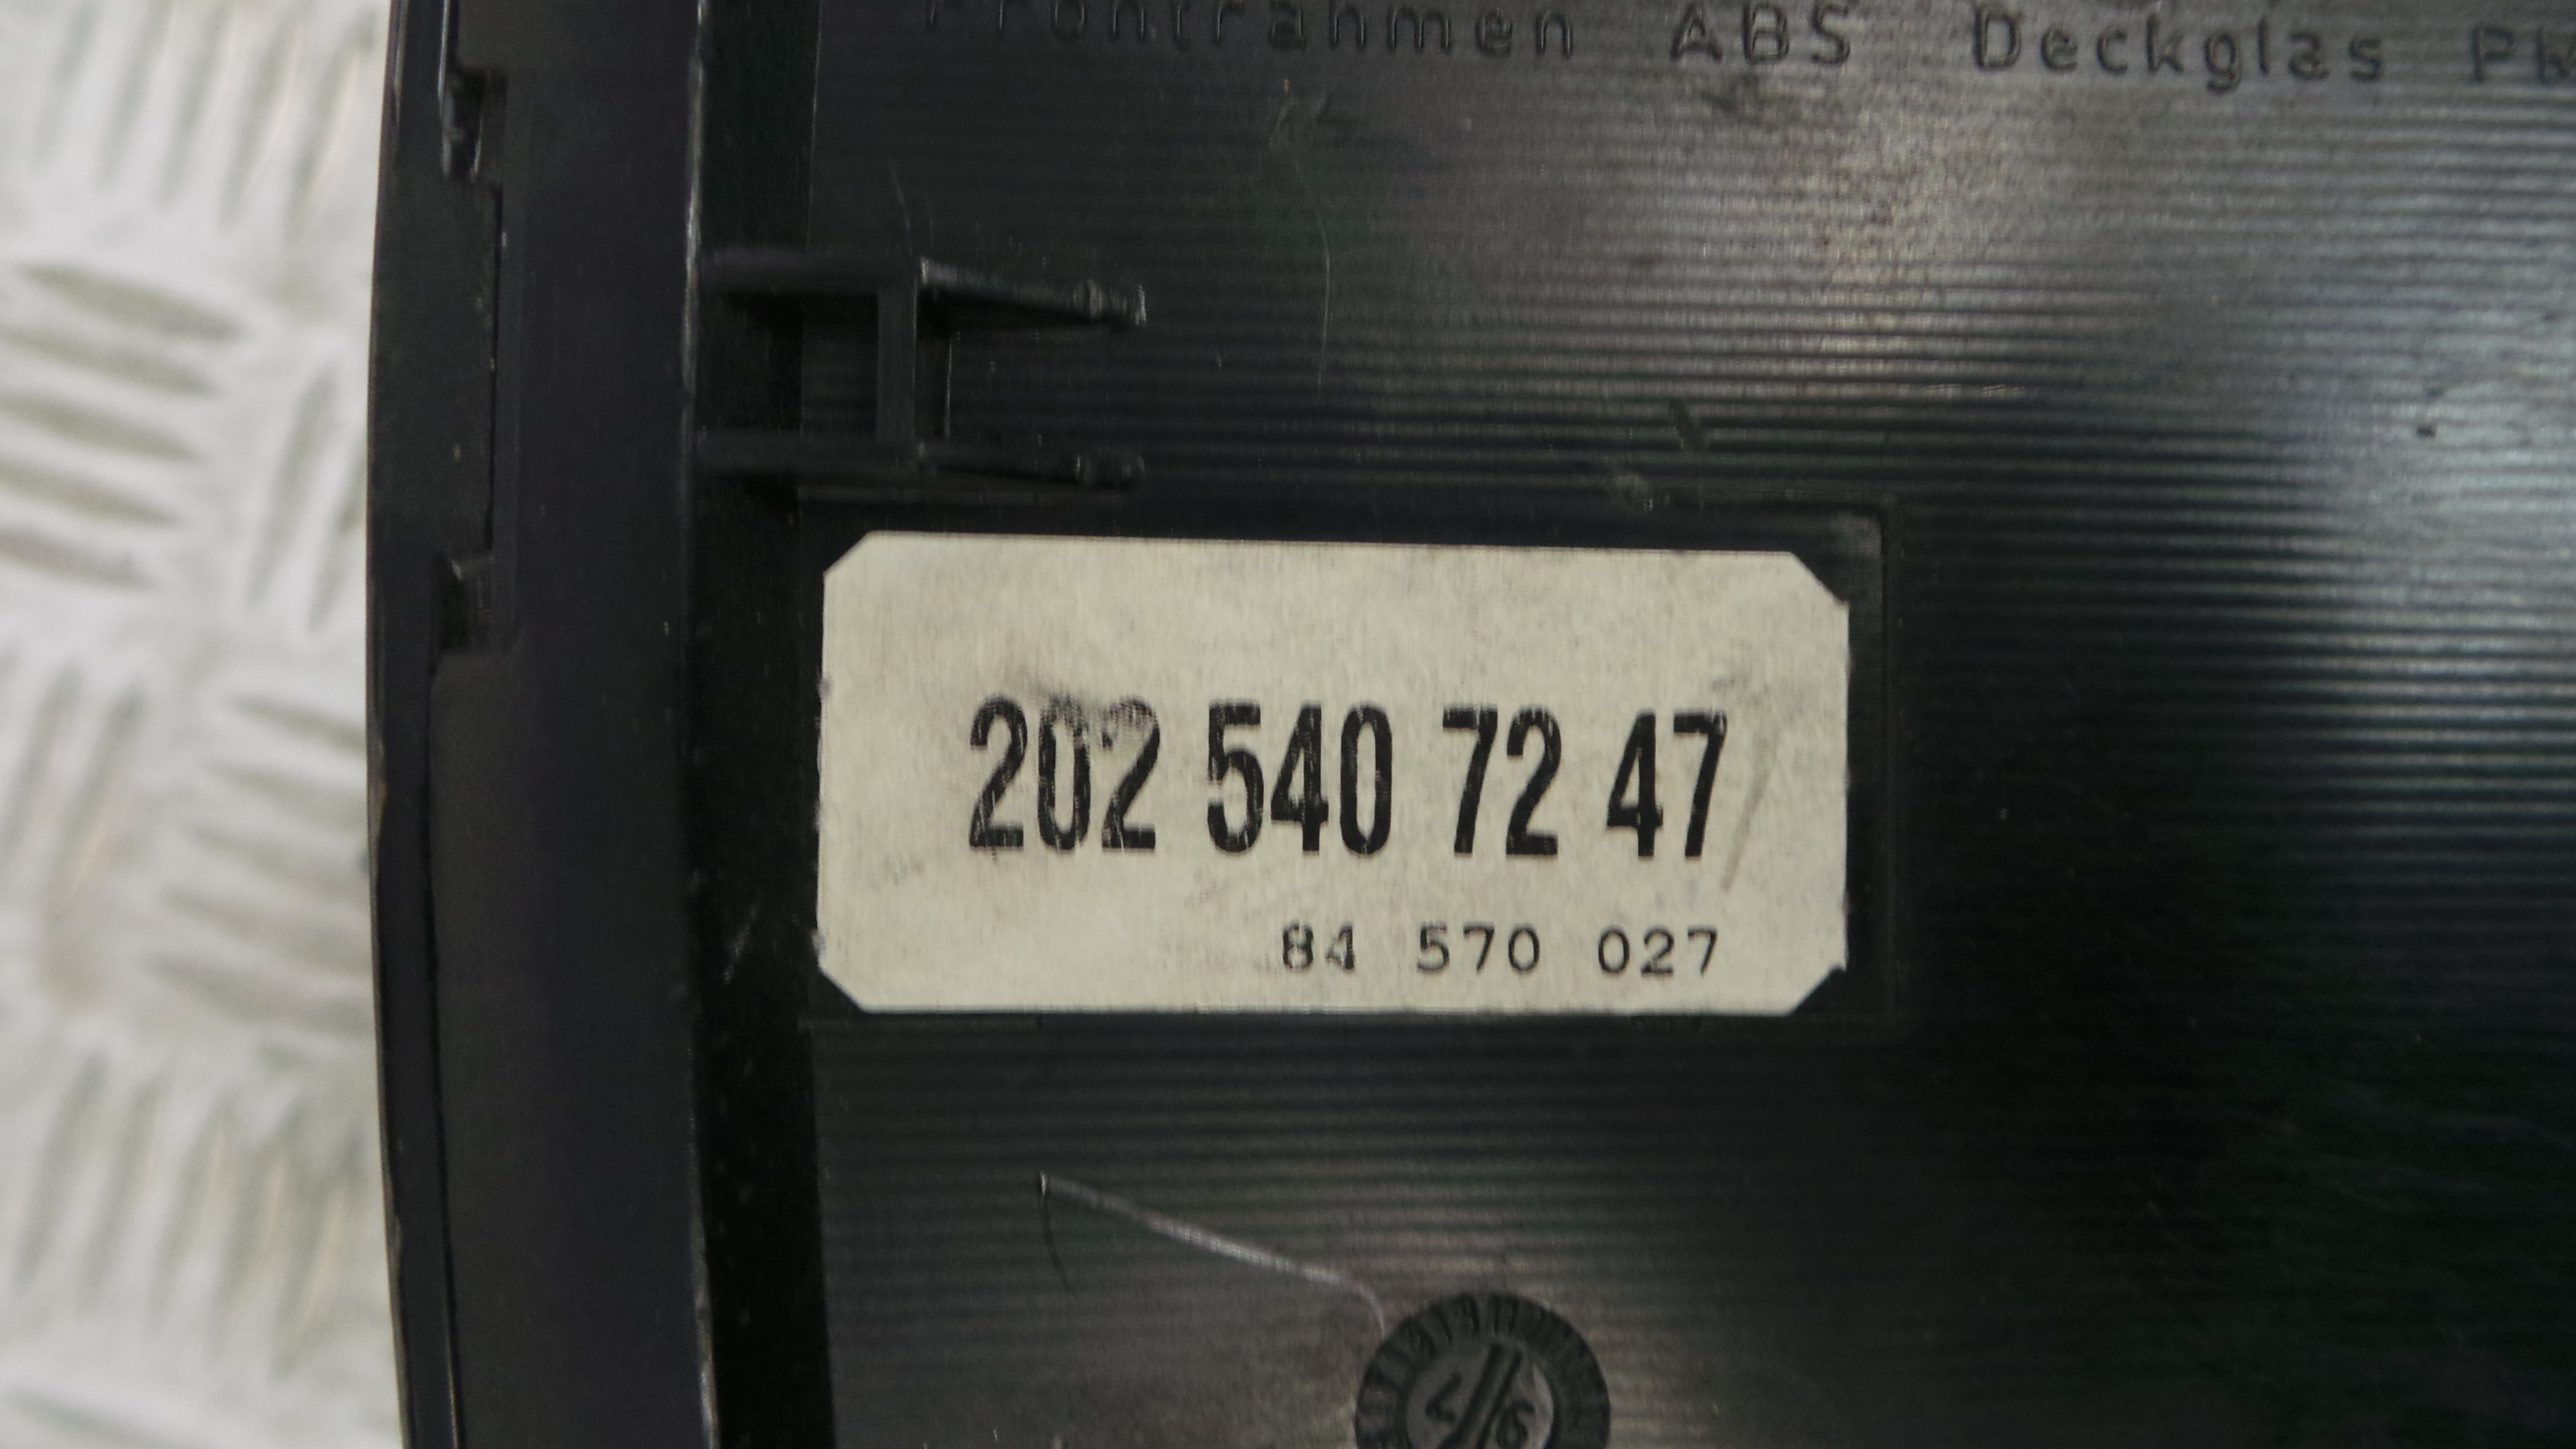 Frontrahmen ABS Deckglas
202 540 72 47
84 570 027